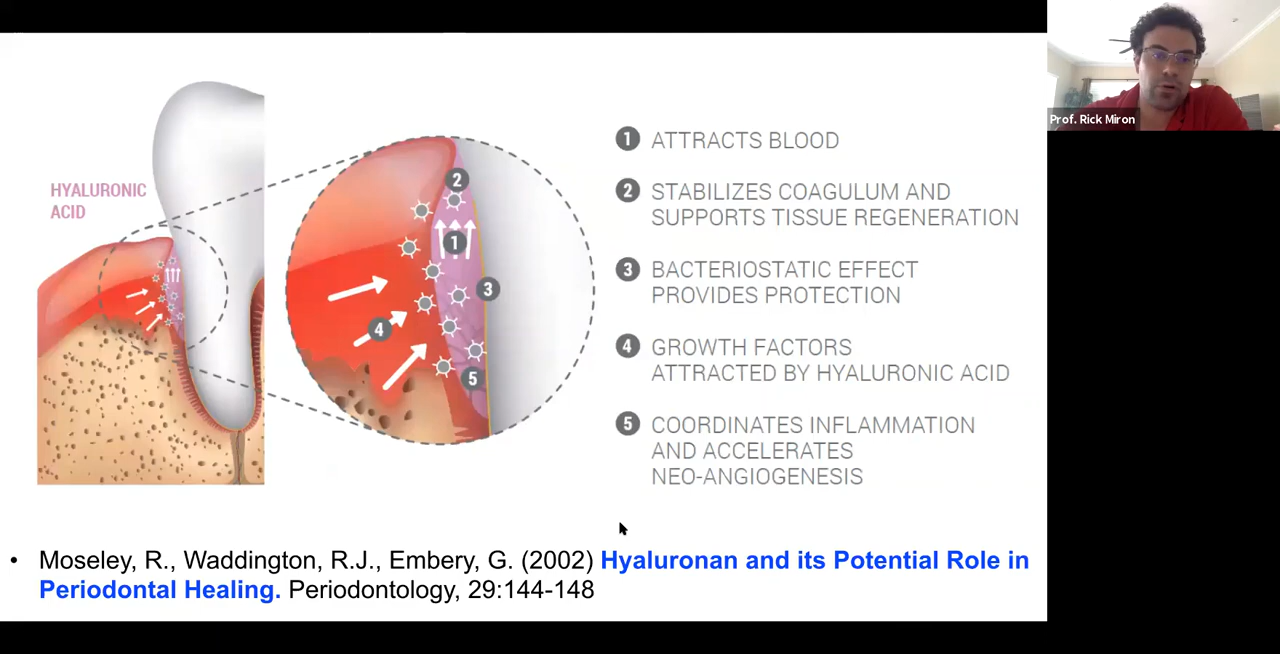 Prof. Rick Miron
HYALURONIC
ACID
1
2
3
4
5
1 ATTRACTS BLOOD
2 STABILIZES COAGULUM AND
SUPPORTS TISSUE REGENERATION
3 BACTERIOSTATIC EFFECT
PROVIDES PROTECTION
4 GROWTH FACTORS
ATTRACTED BY HYALURONIC ACID
5 COORDINATES INFLAMMATION
AND ACCELERATES
NEO-ANGIOGENESIS
• Moseley, R., Waddington, R.J., Embery, G. (2002) Hyaluronan and its Potential Role in
Periodontal Healing. Periodontology, 29:144-148